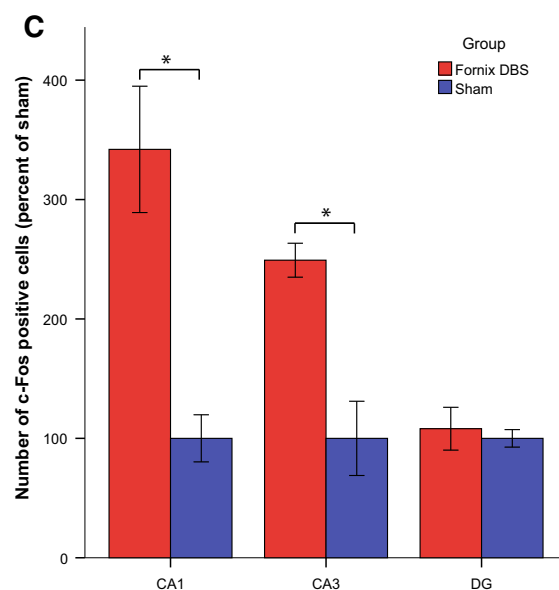 C
Group
Fornix DBS
Sham
Number of c-Fos positive cells (percent of sham)
400
300
200
100
0
*
*
CA1 CA3 DG